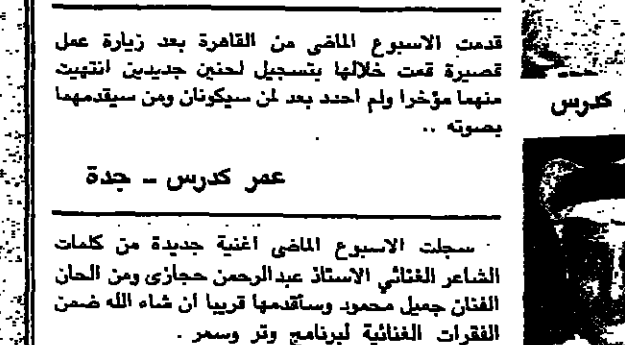 قدمت الاسبوع الماضى من القاهرة بعد زيارة عمل
قصيرة قمت خلالها بتسجيل لحنين جديدين انتهيت
منهما مؤخرا ولم احدد بعد لمن سيكونان ومن سيقدمهما
بصوته ..
كدرس
عمر كدرس - جدة
سجلت الاسبوع الماضى اغنية جديدة من كلمات
الشاعر الغنائي الاستاذ عبدالرحمن حجازى ومن الحان
الفنان جميل محمود وسأقدمها قريبا ان شاء الله ضمن
الفقرات الغنائية لبرنامج وتر وسمر .